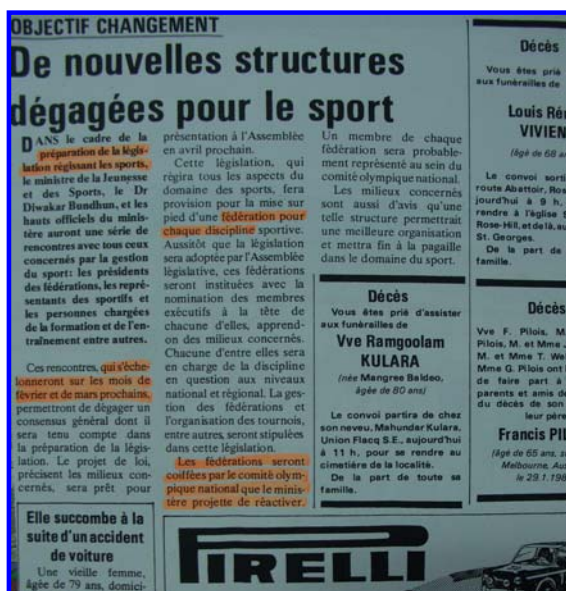 OBJECTIF CHANGEMENT
De nouvelles structures
dégagées pour le sport
DANS le cadre de la
préparation de la légis-
lation régissant les sports,
le ministre de la Jeunesse
et des Sports, le Dr
Diwakar Bundhun, et les
hauts officiels du minis-
tère auront une série de
rencontres avec tous ceux
concernés par la gestion
du sport: les présidents
des fédérations, les repré-
sentants des sportifs et
les personnes chargées
de la formation et de l'en-
traînement entre autres.
Ces rencontres, qui s'éche-
lonneront sur les mois de
février et de mars prochains,
permettront de dégager un
consensus général dont il
sera tenu compte dans
la préparation de la légis-
lation. Le projet de loi,
précisent les milieux con-
cernés, sera prêt pour
présentation à l'Assemblée
en avril prochain.
Cette législation, qui
régira tous les aspects du
domaine des sports, fera
provision pour la mise sur
pied d'une fédération pour
chaque discipline sportive.
Aussitôt que la législation
sera adoptée par l'Assemblée
législative, ces fédérations
seront instituées avec la
nomination des membres
exécutifs à la tête de
chacune d'elles, apprend-
on des milieux concernés.
Chacune d'entre elles sera
en charge de la discipline
en question aux niveaux
national et régional. La ges-
tion des fédérations et
l'organisation des tournois,
entre autres, seront stipulées
dans cette législation.
Les fédérations seront
coiffées par le comité olym-
pique national que le minis-
tère projette de réactiver.
Un membre de chaque
fédération sera probable-
ment représenté au sein du
comité olympique national.
Les milieux concernés
sont aussi d'avis qu'une
telle structure permettrait
une meilleure organisation
et mettra fin à la pagaille
dans le domaine du sport.
Décès
Vous êtes prié d'assister
aux funérailles de
Vve Ramgoolam
KULARA
(née Mangree Baldeo,
âgée de 80 ans)
Le convoi partira de chez
son neveu, Mahundar Kulara,
Union Flacq S.E., aujourd'hui
à 11 h, pour se rendre au
cimetière de la localité.
De la part de toute sa
famille.
Décès
Vous êtes prié
aux funérailles de
Louis
VIVIEN
(âgé de 68
Le convoi
route Abattoir,
jourd'hui à 9 h,
rendre à l'église
Rose-Hill, et de là,
St. Georges.
De la part de
famille.
Décès
Vve F. Pilois,
Pilois, M. et Mme
M. et Mme T.
Mme G. Pilois ont
de faire part à
parents et amis de
du décès de son
leur père
Francis
(âgé de 65 ans,
Melbourne,
le 29.1.
Elle succombe à la
suite d'un accident
de voiture
Une vieille femme,
âgée de 79 ans, domici-
PIRELLI